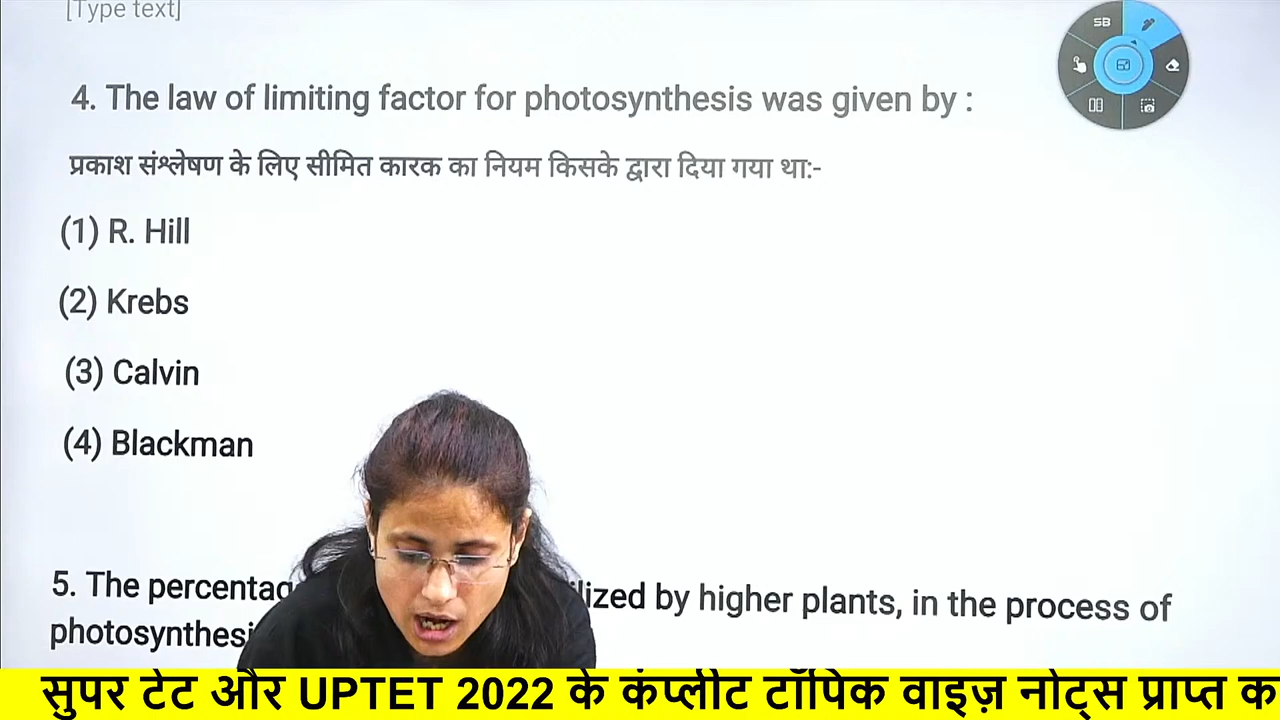 [Type text]
SB
4. The law of limiting factor for photosynthesis was given by :
प्रकाश संश्लेषण के लिए सीमित कारक का नियम किसके द्वारा दिया गया था:-
(1) R. Hill
(2) Krebs
(3) Calvin
(4) Blackman
5. The percentag ilized by higher plants, in the process of
photosynthesi
सुपर टेट और UPTET 2022 के कंप्लीट टॉपिक वाइज़ नोट्स प्राप्त क